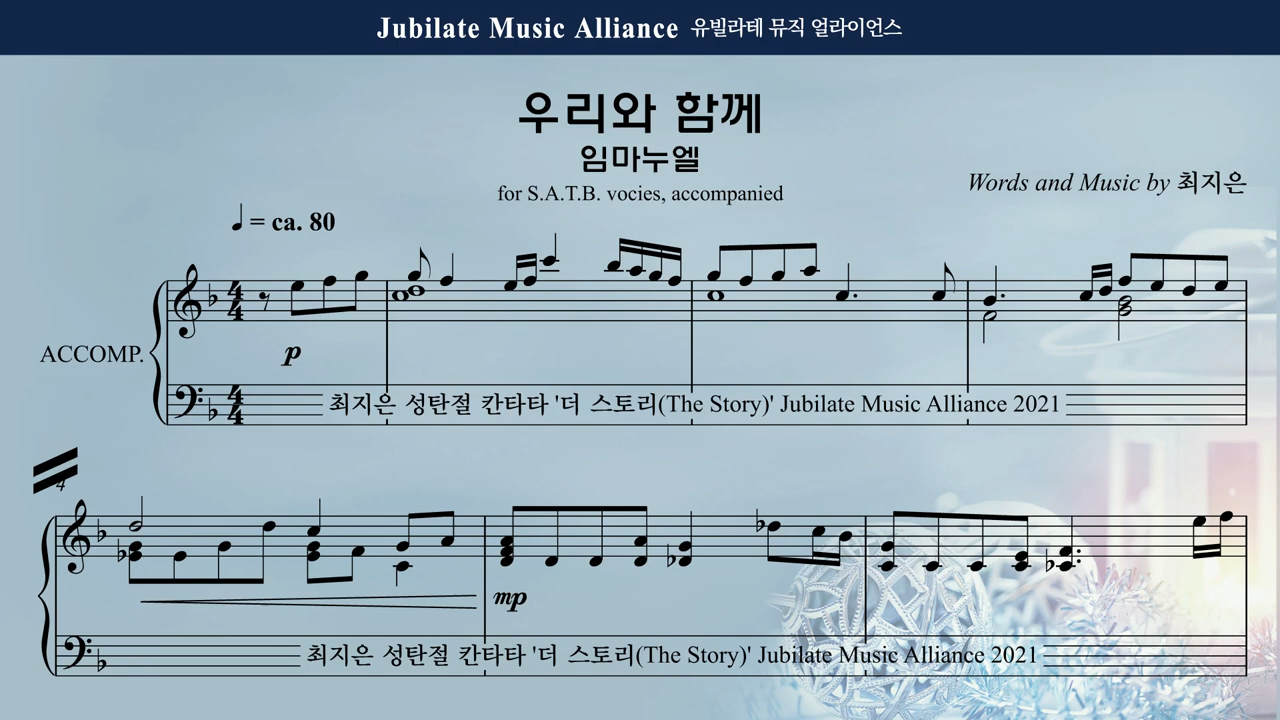 Jubilate Music Alliance 유빌라테 뮤직 얼라이언스
우리와 함께
임마누엘
for S.A.T.B. vocies, accompanied
Words and Music by 최지은
♩ = ca. 80
ACCOMP.
p
최지은 성탄절 칸타타 '더 스토리(The Story)' Jubilate Music Alliance 2021
4
mp
최지은 성탄절 칸타타 '더 스토리(The Story)' Jubilate Music Alliance 2021